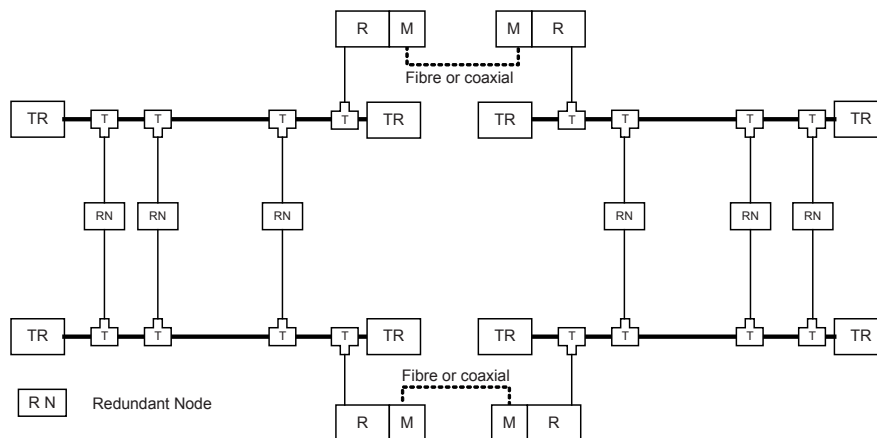 R M M R
Fibre or coaxial
TR T T T T TR TR T T T T TR
RN RN RN RN RN RN
TR T T T T TR TR T T T T TR
Fibre or coaxial
R N Redundant Node
R M M R